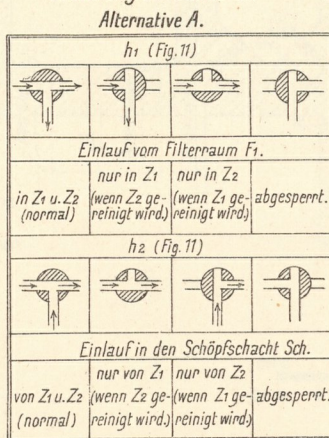 Alternative A.
h1 (Fig. 11)
Einlauf vom Filterraum F1.
in Z1 u. Z2 (normal)
nur in Z1 (wenn Z2 ge-
reinigt wird.)
nur in Z2 (wenn Z1 ge-
reinigt wird.)
abgesperrt.
h2 (Fig. 11)
Einlauf in den Schöpfschacht Sch.
von Z1 u. Z2
(normal)
nur von Z1
(wenn Z2 ge-
reinigt wird.)
nur von Z2
(wenn Z1 ge-
reinigt wird.)
abgesperrt.